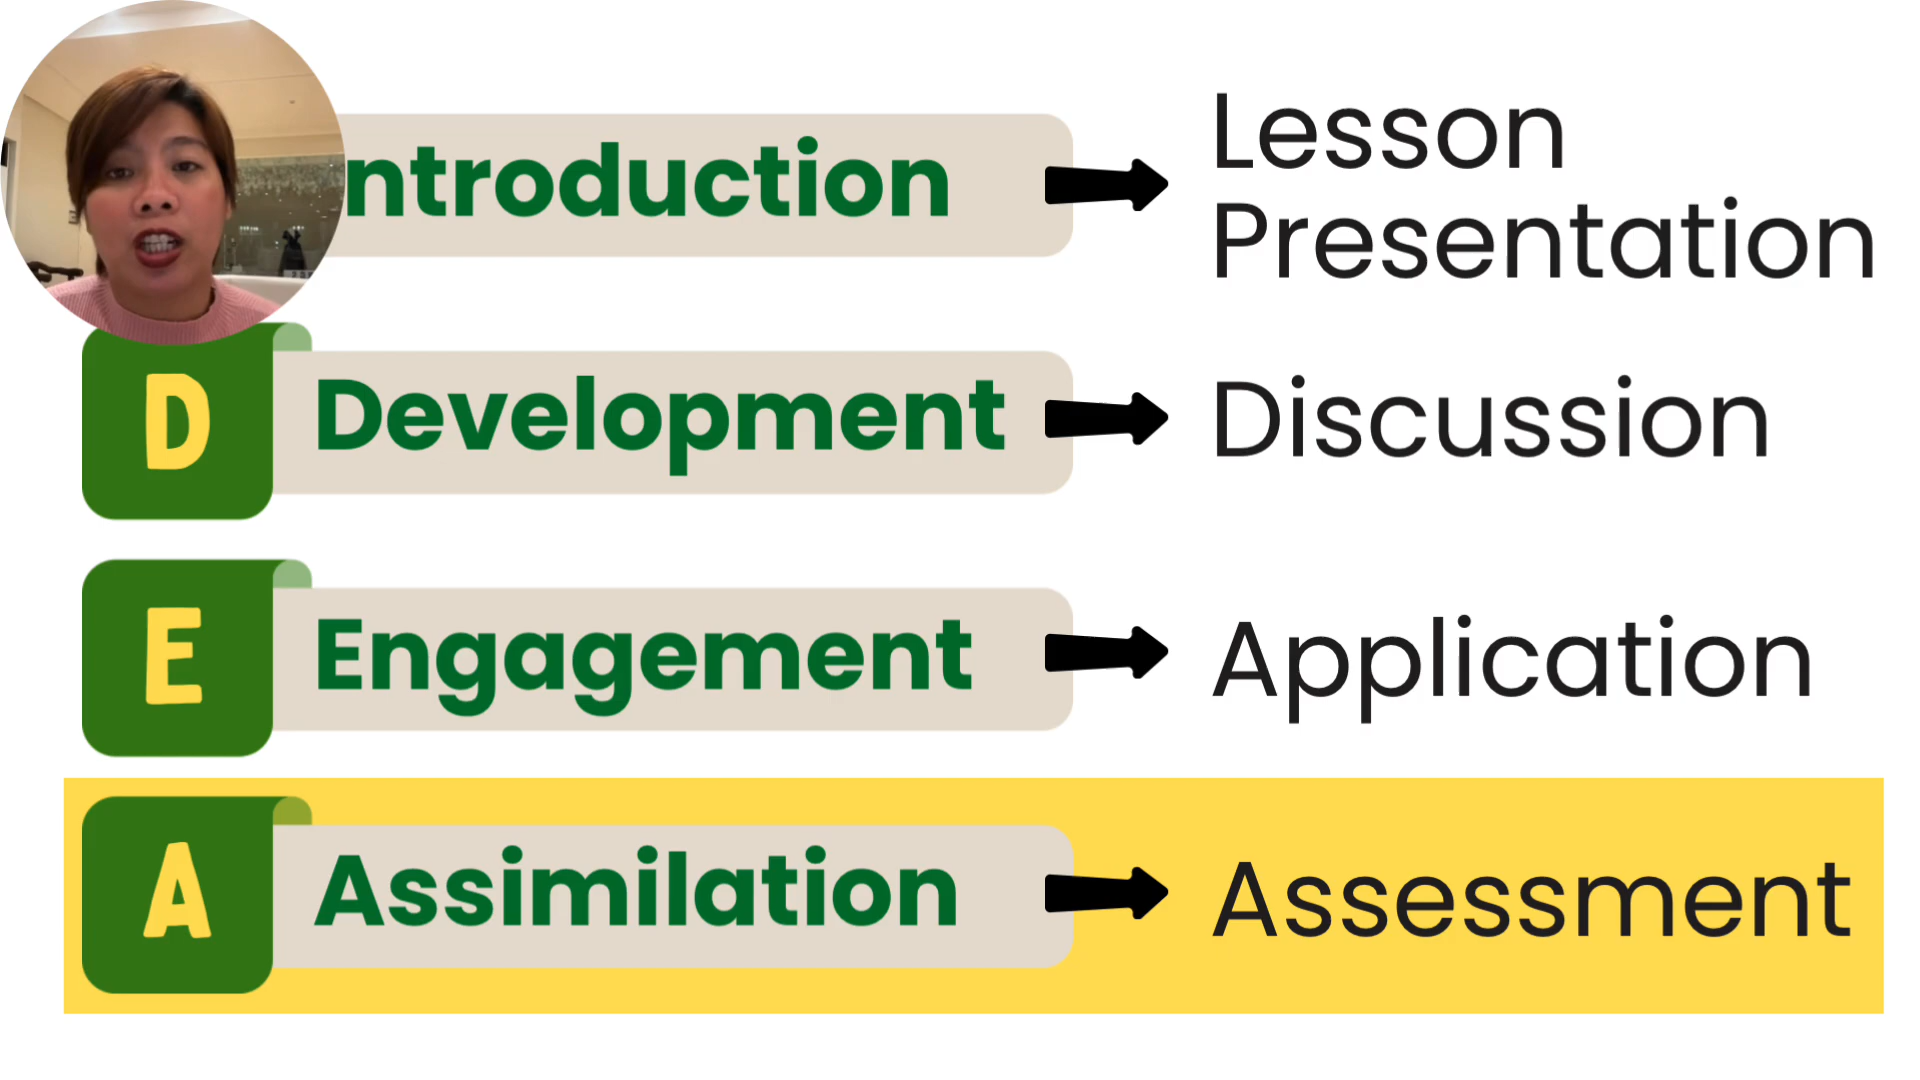 ntroduction
Lesson
Presentation
D
Development
Discussion
E
Engagement
Application
A
Assimilation
Assessment